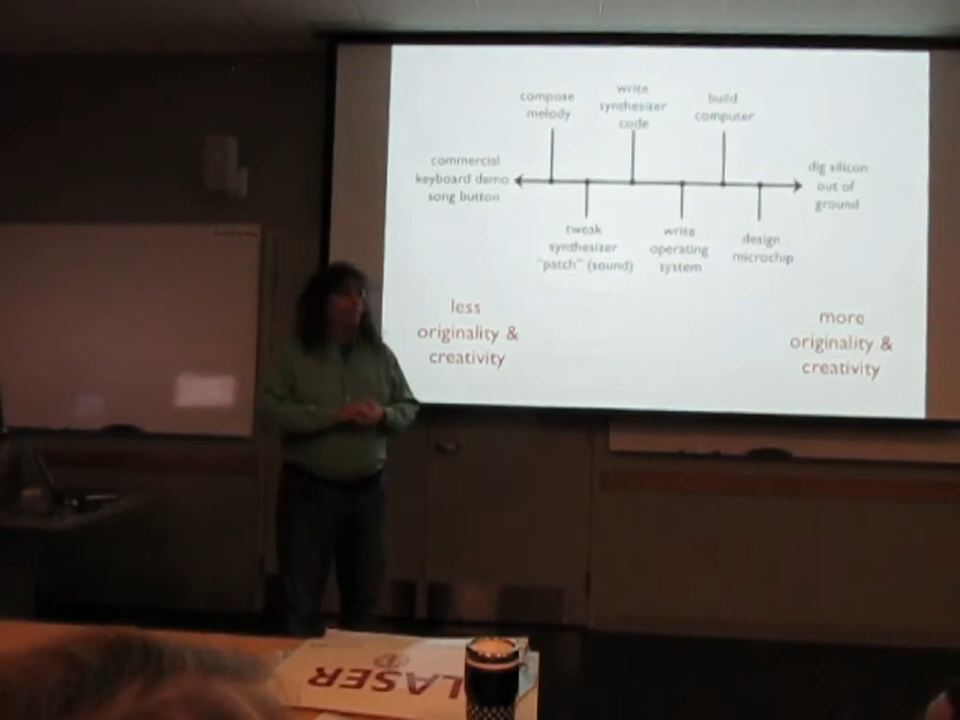 compose
melody
write
synthesizer
code
build
computer
commercial
keyboard demo
song button
dig silicon
out of
ground
tweak
synthesizer
"patch" (sound)
write
operating
system
design
microchip
less
originality &
creativity
more
originality &
creativity
LASER